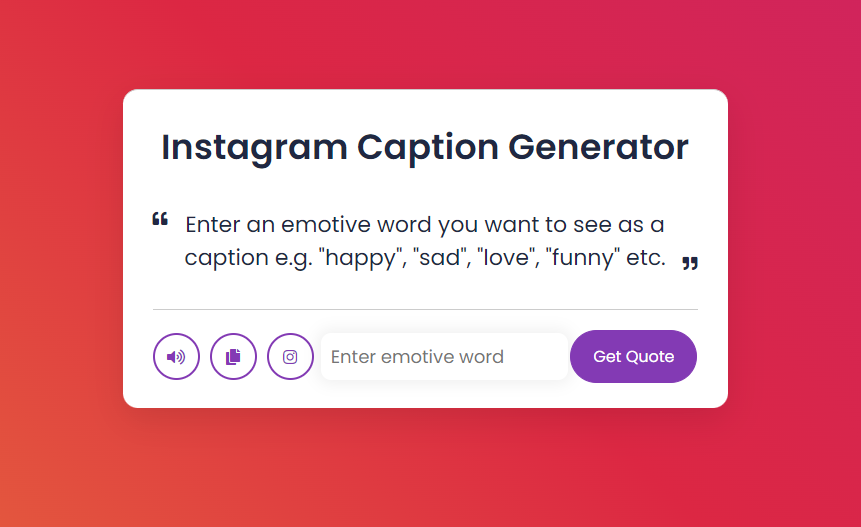 Instagram Caption Generator
❝ Enter an emotive word you want to see as a
caption e.g. "happy", "sad", "love", "funny" etc. ❞
Enter emotive word
Get Quote